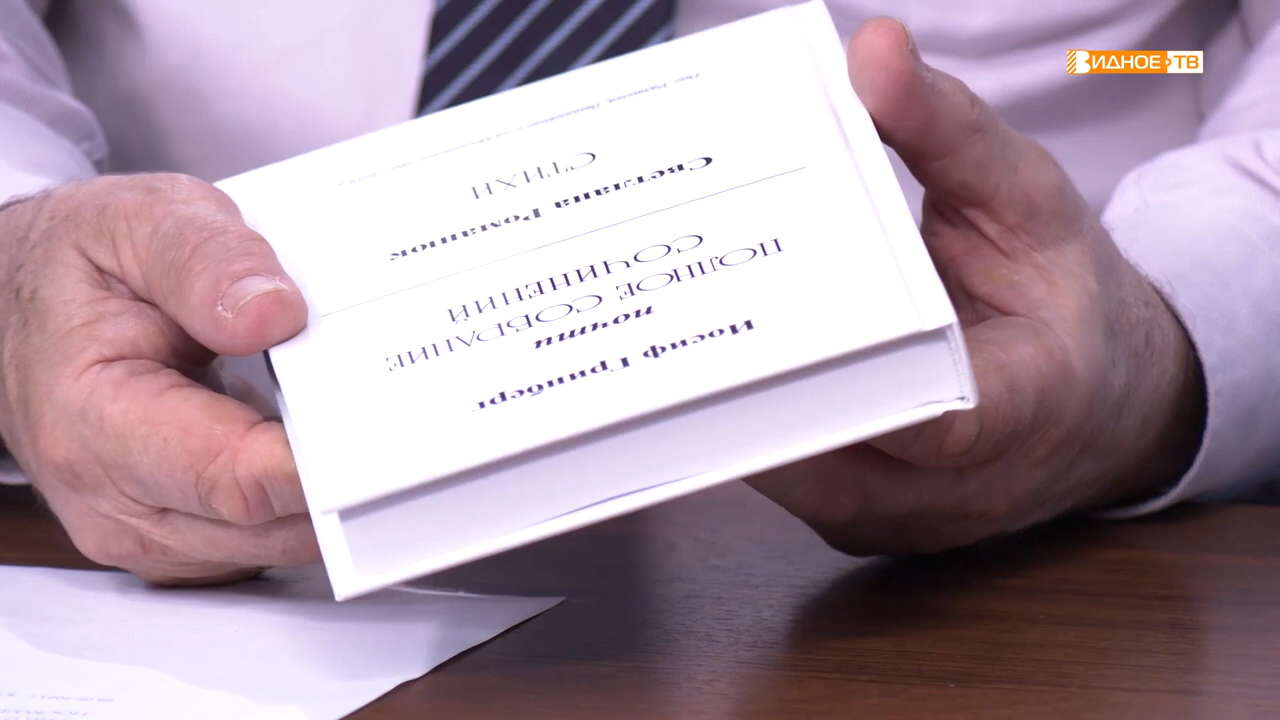 ВИДНОЕ ТВ
Иосиф Гринберг
почти
ПОЛНОЕ СОБРАНИЕ
СОЧИНЕНИЙ
Светлана Романюк
СТИХИ